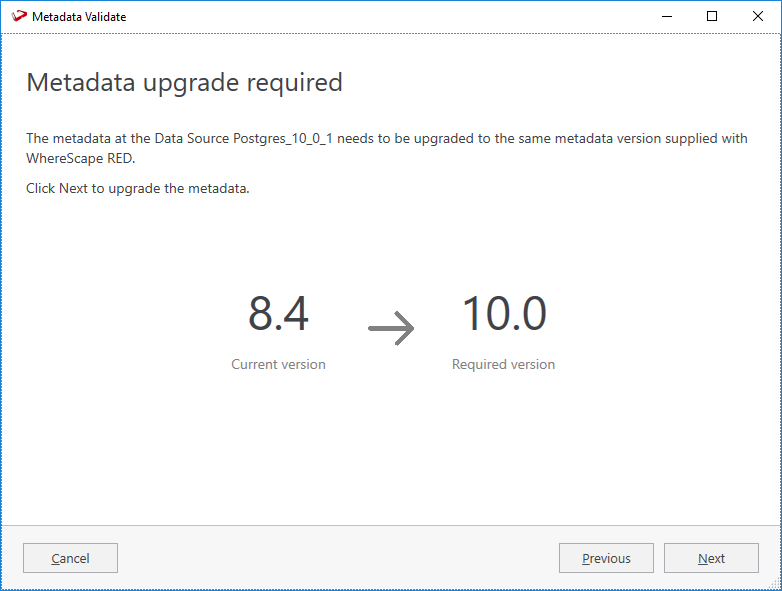 Metadata Validate
Metadata upgrade required
The metadata at the Data Source Postgres_10_0_1 needs to be upgraded to the same metadata version supplied with
WhereScape RED.
Click Next to upgrade the metadata.
8.4
10.0
Current version
Required version
Cancel
Previous
Next